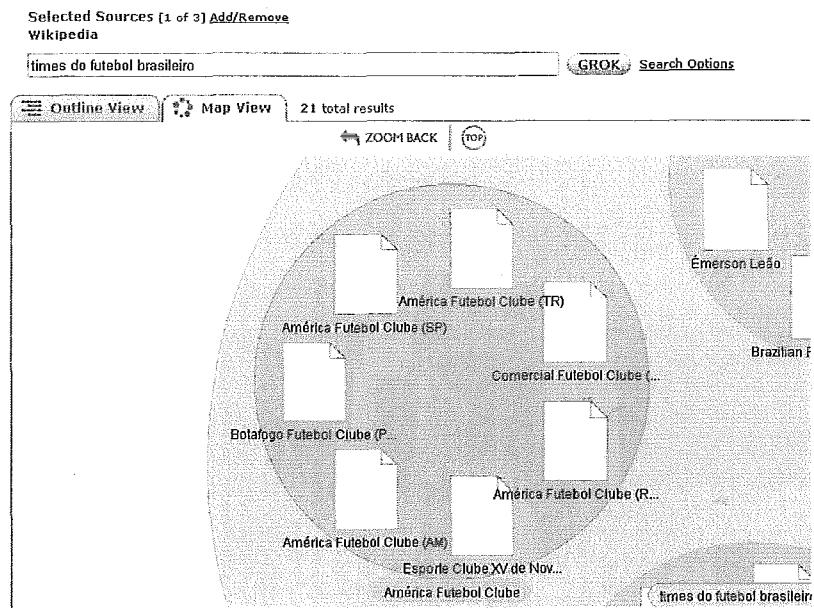 Selected Sources [1 of 3] Add/Remove
Wikipedia
times do futebol brasileiro GROK Search Options
Outline View Map View 21 total results
ZOOM BACK TOP
Émerson Leão
América Futebol Clube (TR)
América Futebol Clube (SP)
Brazilian
Comercial Futebol Clube (...
Botafogo Futebol Clube (P...
América Futebol Clube (R...
América Futebol Clube (AM)
Esporte Clube XV de Nov...
América Futebol Clube
times do futebol brasileir